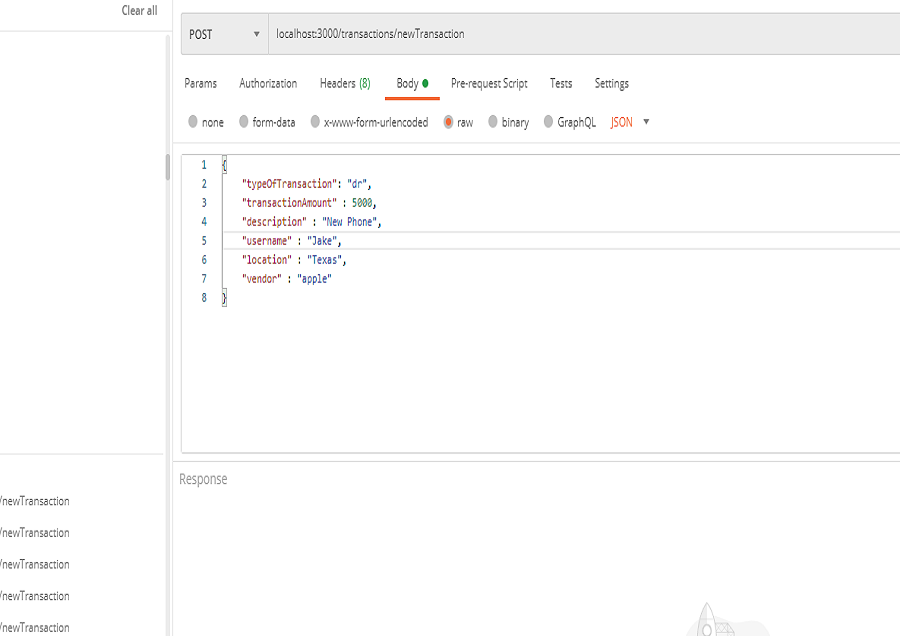 Clear all
POST localhost:3000/transactions/newTransaction
Params Authorization Headers (8) Body Pre-request Script Tests Settings
none form-data x-www-form-urlencoded raw binary GraphQL JSON
1 {
2 "typeOfTransaction": "dr",
3 "transactionAmount" : 5000,
4 "description" : "New Phone",
5 "username" : "Jake",
6 "location" : "Texas",
7 "vendor" : "apple"
8 }
Response
/newTransaction
/newTransaction
/newTransaction
/newTransaction
/newTransaction